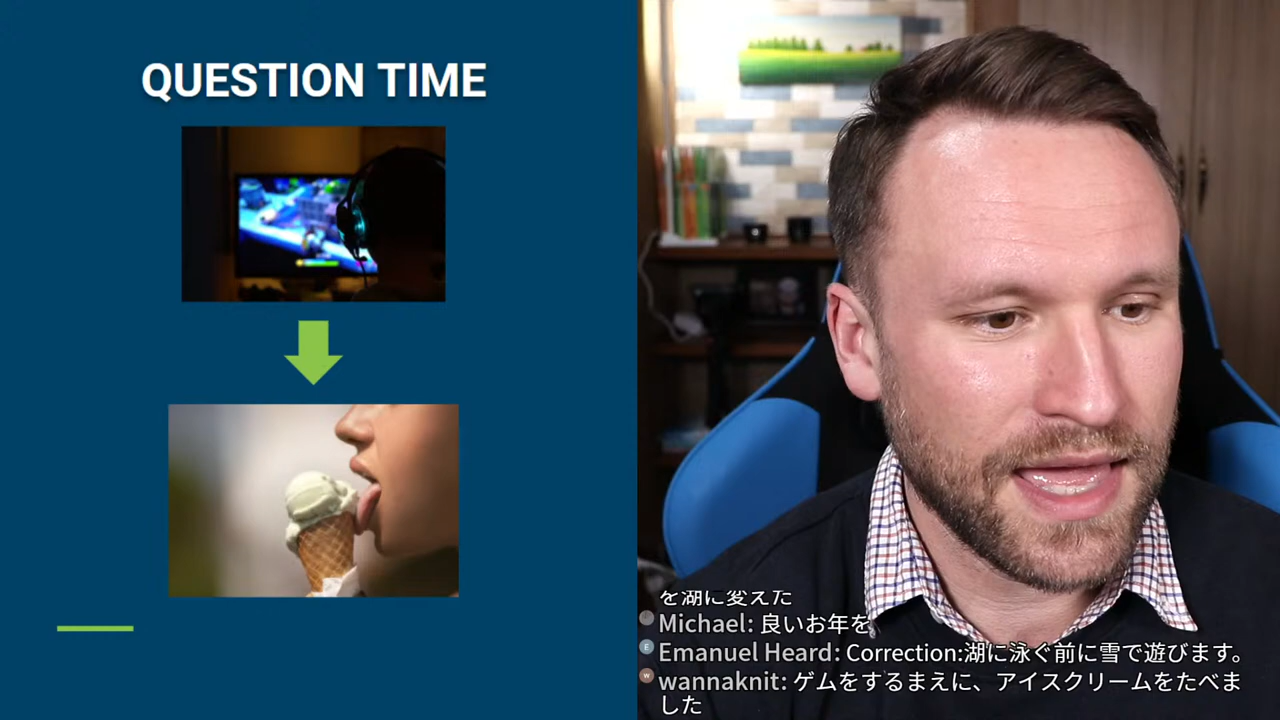 QUESTION TIME
を湖に変えた
Michael: 良いお年を
Emanuel Heard: Correction:湖に泳ぐ前に雪で遊びます。
wannaknit: ゲムをするまえに、アイスクリームをたべま
した